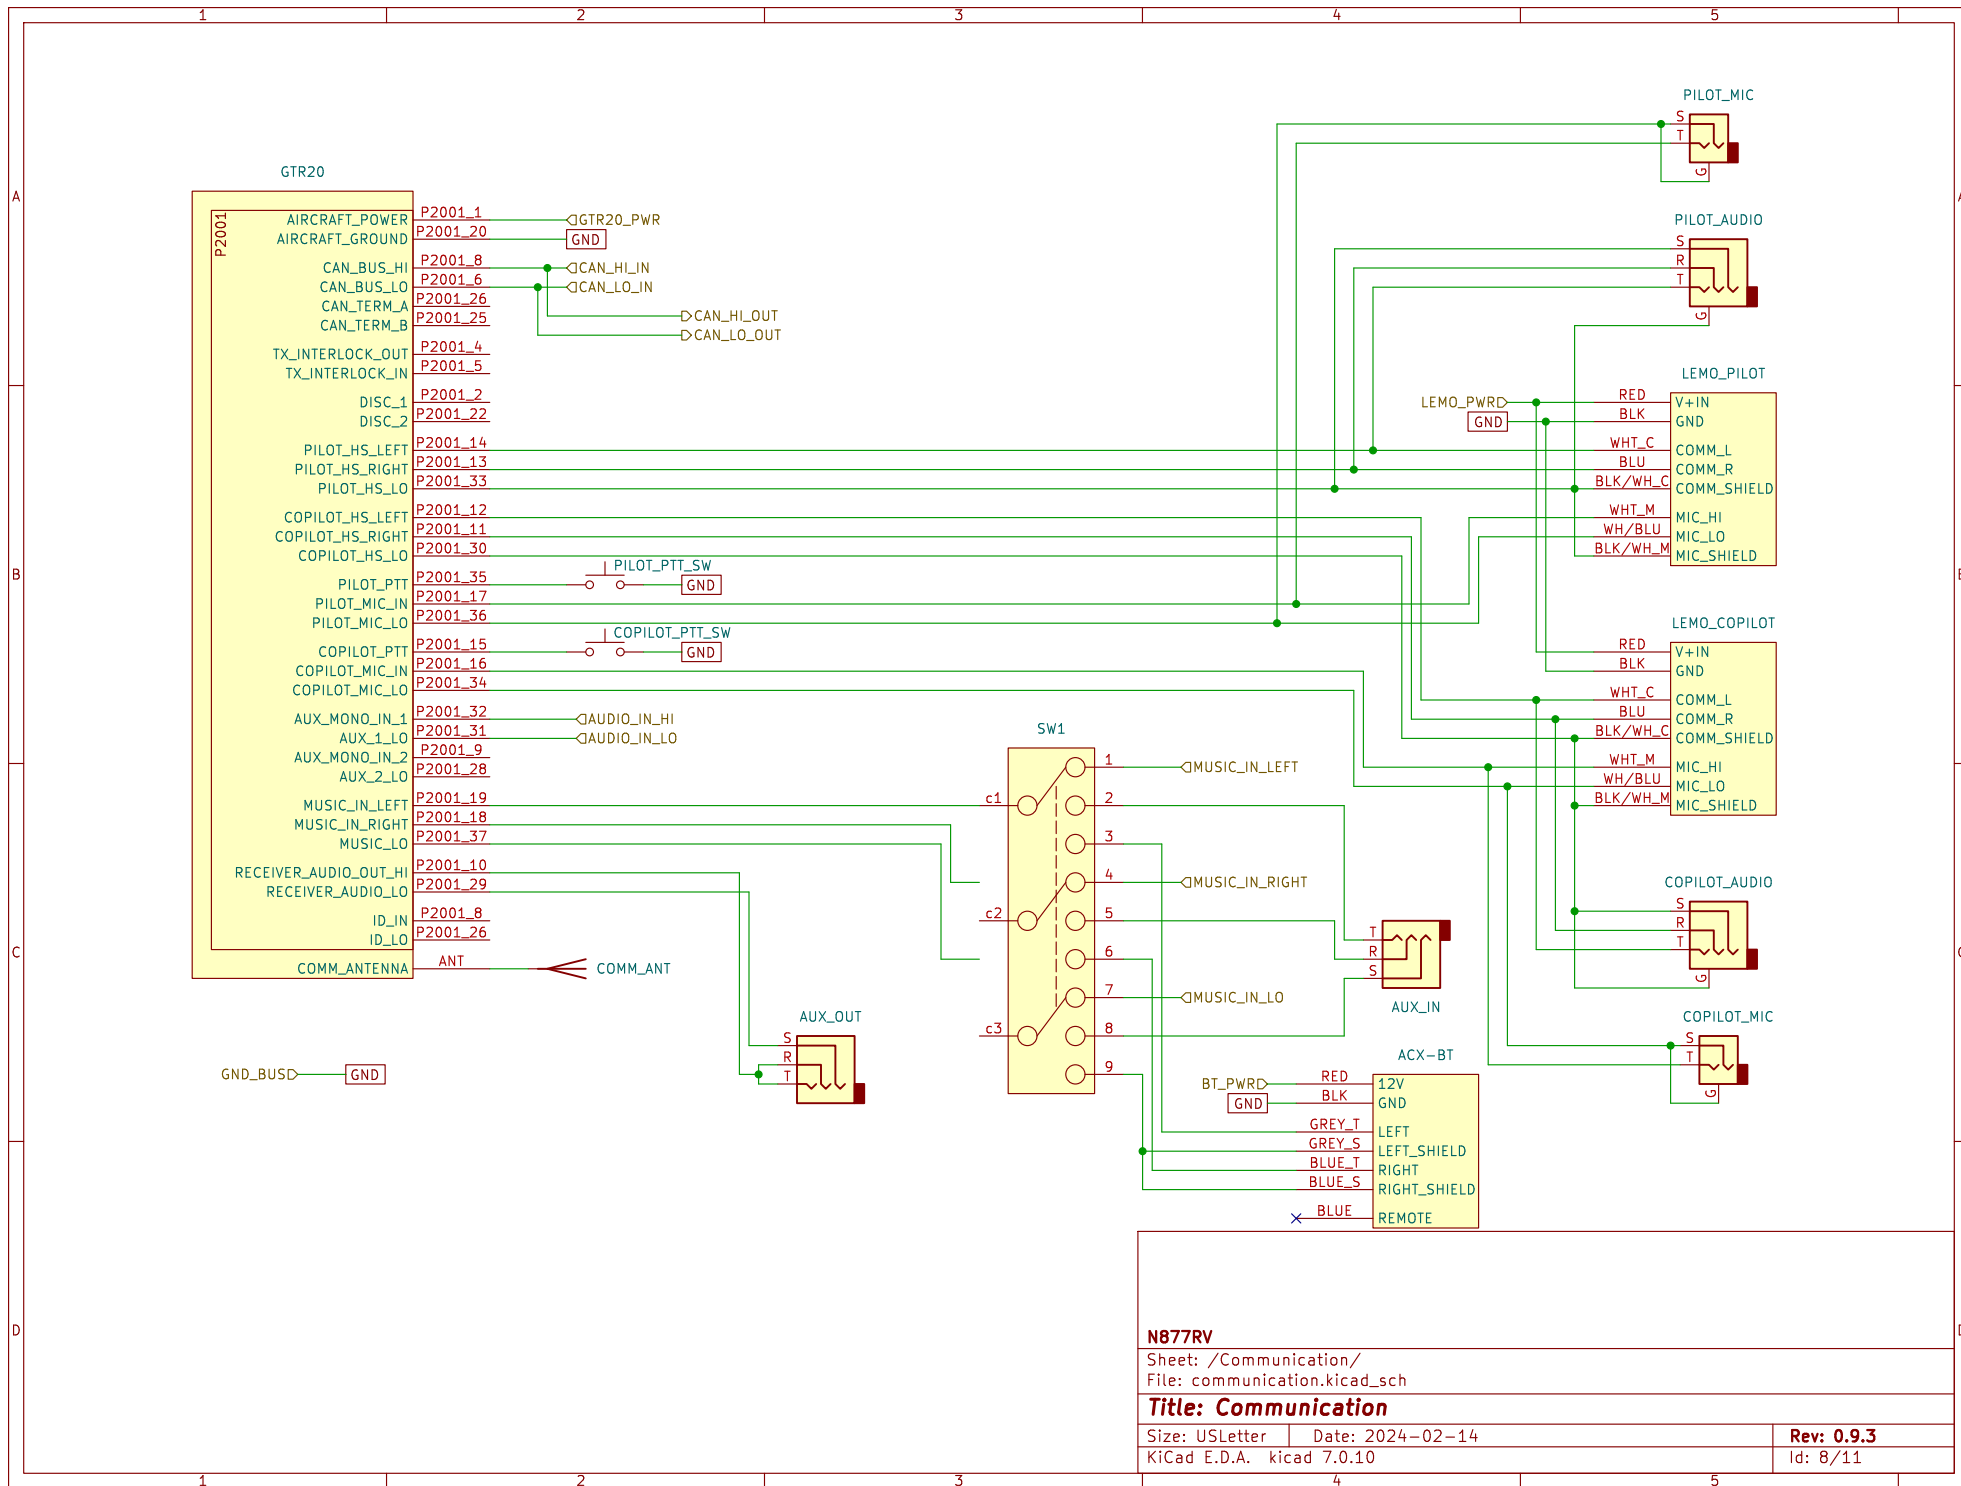 1 2 3 4 5
A
B
C
D
GTR20
P2001
AIRCRAFT_POWER P2001_1 GTR20_PWR
AIRCRAFT_GROUND P2001_20 GND
CAN_BUS_HI P2001_8 CAN_HI_IN
CAN_BUS_LO P2001_6 CAN_LO_IN
CAN_TERM_A P2001_26
CAN_HI_OUT
CAN_TERM_B P2001_25
CAN_LO_OUT
TX_INTERLOCK_OUT P2001_4
TX_INTERLOCK_IN P2001_5
DISC_1 P2001_2
DISC_2 P2001_22
PILOT_HS_LEFT P2001_14
PILOT_HS_RIGHT P2001_13
PILOT_HS_LO P2001_33
COPILOT_HS_LEFT P2001_12
COPILOT_HS_RIGHT P2001_11
COPILOT_HS_LO P2001_30
PILOT_PTT_SW
PILOT_PTT P2001_35 GND
PILOT_MIC_IN P2001_17
PILOT_MIC_LO P2001_36
COPILOT_PTT_SW
COPILOT_PTT P2001_15 GND
COPILOT_MIC_IN P2001_16
COPILOT_MIC_LO P2001_34
AUX_MONO_IN_1 P2001_32 AUDIO_IN_HI
AUX_1_LO P2001_31 AUDIO_IN_LO
AUX_MONO_IN_2 P2001_9
AUX_2_LO P2001_28
MUSIC_IN_LEFT P2001_19
MUSIC_IN_RIGHT P2001_18
MUSIC_LO P2001_37
RECEIVER_AUDIO_OUT_HI P2001_10
RECEIVER_AUDIO_LO P2001_29
ID_IN P2001_8
ID_LO P2001_26
COMM_ANTENNA ANT COMM_ANT
GND_BUS GND
AUX_OUT
S
R
T
SW1
1 MUSIC_IN_LEFT
c1 2
3
4 MUSIC_IN_RIGHT
c2 5
6
7 MUSIC_IN_LO
c3 8
9
T
R
S
AUX_IN
ACX-BT
BT_PWR RED 12V
GND BLK GND
GREY_T LEFT
GREY_S LEFT_SHIELD
BLUE_T RIGHT
BLUE_S RIGHT_SHIELD
BLUE REMOTE
PILOT_MIC
S
T
G
PILOT_AUDIO
S
R
T
G
LEMO_PILOT
LEMO_PWR RED V+IN
GND BLK GND
WHT_C COMM_L
BLU COMM_R
BLK/WH_C COMM_SHIELD
WHT_M MIC_HI
WH/BLU MIC_LO
BLK/WH_M MIC_SHIELD
LEMO_COPILOT
RED V+IN
BLK GND
WHT_C COMM_L
BLU COMM_R
BLK/WH_C COMM_SHIELD
WHT_M MIC_HI
WH/BLU MIC_LO
BLK/WH_M MIC_SHIELD
COPILOT_AUDIO
S
R
T
G
COPILOT_MIC
S
T
G
N877RV
Sheet: /Communication/
File: communication.kicad_sch
Title: Communication
Size: USLetter Date: 2024-02-14 Rev: 0.9.3
KiCad E.D.A. kicad 7.0.10 Id: 8/11
1 2 3 4 5